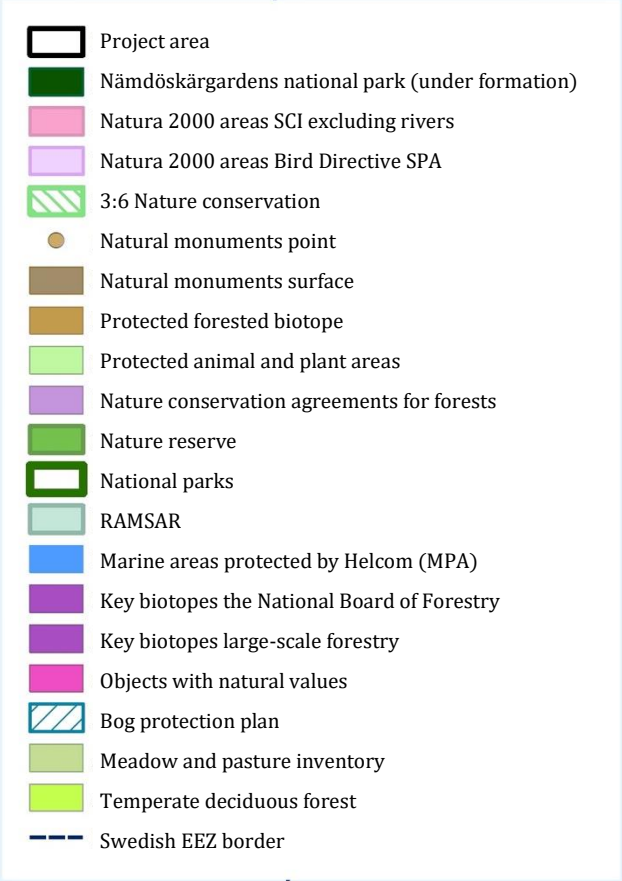 Project area
Nämdöskärgardens national park (under formation)
Natura 2000 areas SCI excluding rivers
Natura 2000 areas Bird Directive SPA
3:6 Nature conservation
Natural monuments point
Natural monuments surface
Protected forested biotope
Protected animal and plant areas
Nature conservation agreements for forests
Nature reserve
National parks
RAMSAR
Marine areas protected by Helcom (MPA)
Key biotopes the National Board of Forestry
Key biotopes large-scale forestry
Objects with natural values
Bog protection plan
Meadow and pasture inventory
Temperate deciduous forest
Swedish EEZ border